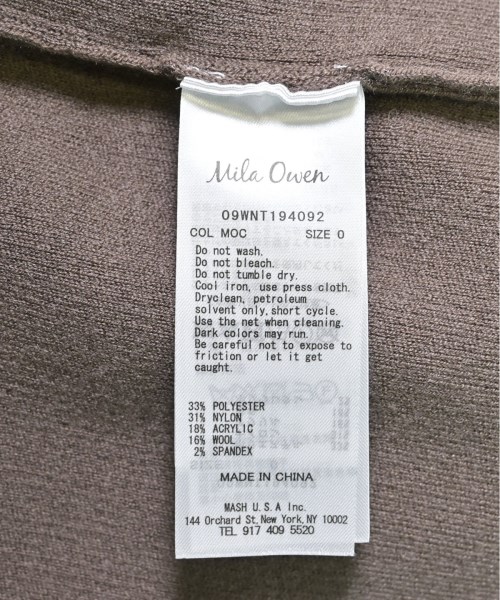 Mila Owen
09WNT194092
COL MOC SIZE 0
Do not wash.
Do not bleach.
Do not tumble dry.
Cool iron, use press cloth.
Dryclean, petroleum
solvent only, short cycle.
Use the net when cleaning.
Dark colors may run.
Be careful not to expose to
friction or let it get
caught.
33% POLYESTER
31% NYLON
18% ACRYLIC
16% WOOL
2% SPANDEX
MADE IN CHINA
MASH U.S.A Inc.
144 Orchard St, New York, NY 10002
TEL 917 409 5520